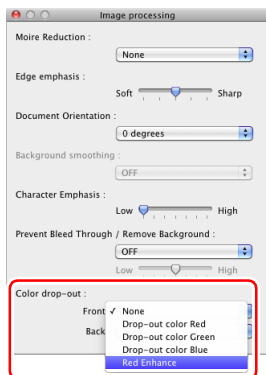 Image processing
Moire Reduction :
None
Edge emphasis :
Soft Sharp
Document Orientation :
0 degrees
Background smoothing :
OFF
Character Emphasis :
Low High
Prevent Bleed Through / Remove Background :
OFF
Low High
Color drop-out :
Front ✓ None
Drop-out color Red
Back Drop-out color Green
Drop-out color Blue
Red Enhance